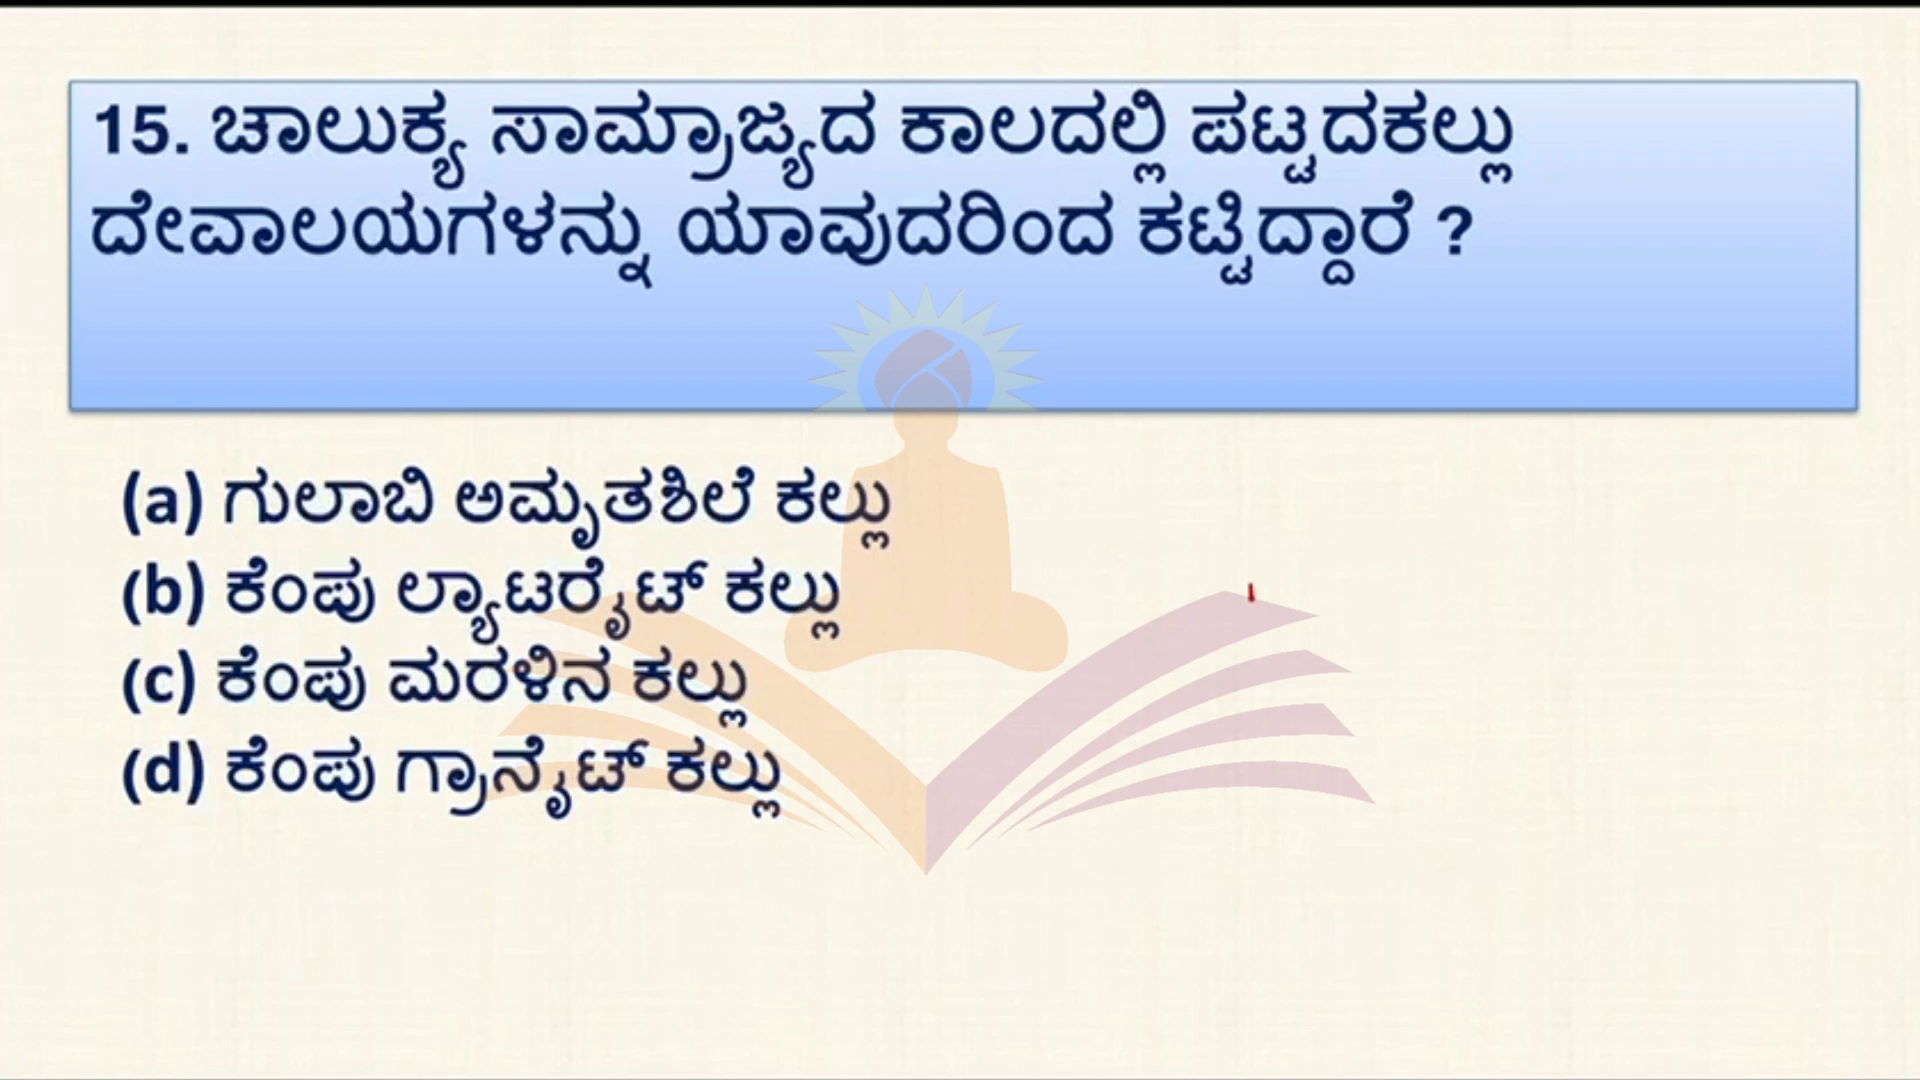 15. ಚಾಲುಕ್ಯ ಸಾಮ್ರಾಜ್ಯದ ಕಾಲದಲ್ಲಿ ಪಟ್ಟದಕಲ್ಲು
ದೇವಾಲಯಗಳನ್ನು ಯಾವುದರಿಂದ ಕಟ್ಟಿದ್ದಾರೆ ?
(a) ಗುಲಾಬಿ ಅಮೃತಶಿಲೆ ಕಲ್ಲು
(b) ಕೆಂಪು ಲ್ಯಾಟರೈಟ್ ಕಲ್ಲು
(c) ಕೆಂಪು ಮರಳಿನ ಕಲ್ಲು
(d) ಕೆಂಪು ಗ್ರಾನೈಟ್ ಕಲ್ಲು